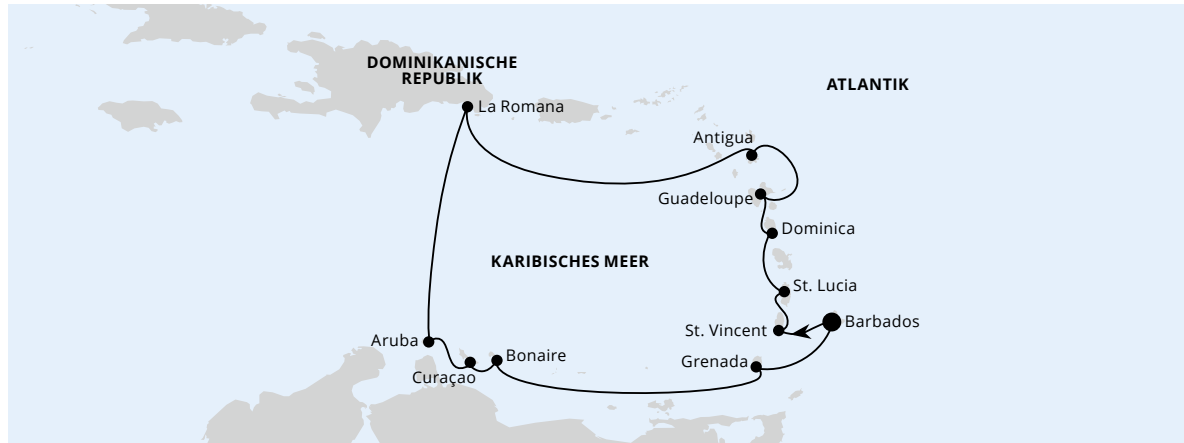 DOMINIKANISCHE
REPUBLIK
ATLANTIK
La Romana
Antigua
Guadeloupe
Dominica
KARIBISCHES MEER
St. Lucia
St. Vincent
Barbados
Aruba
Bonaire
Grenada
Curaçao